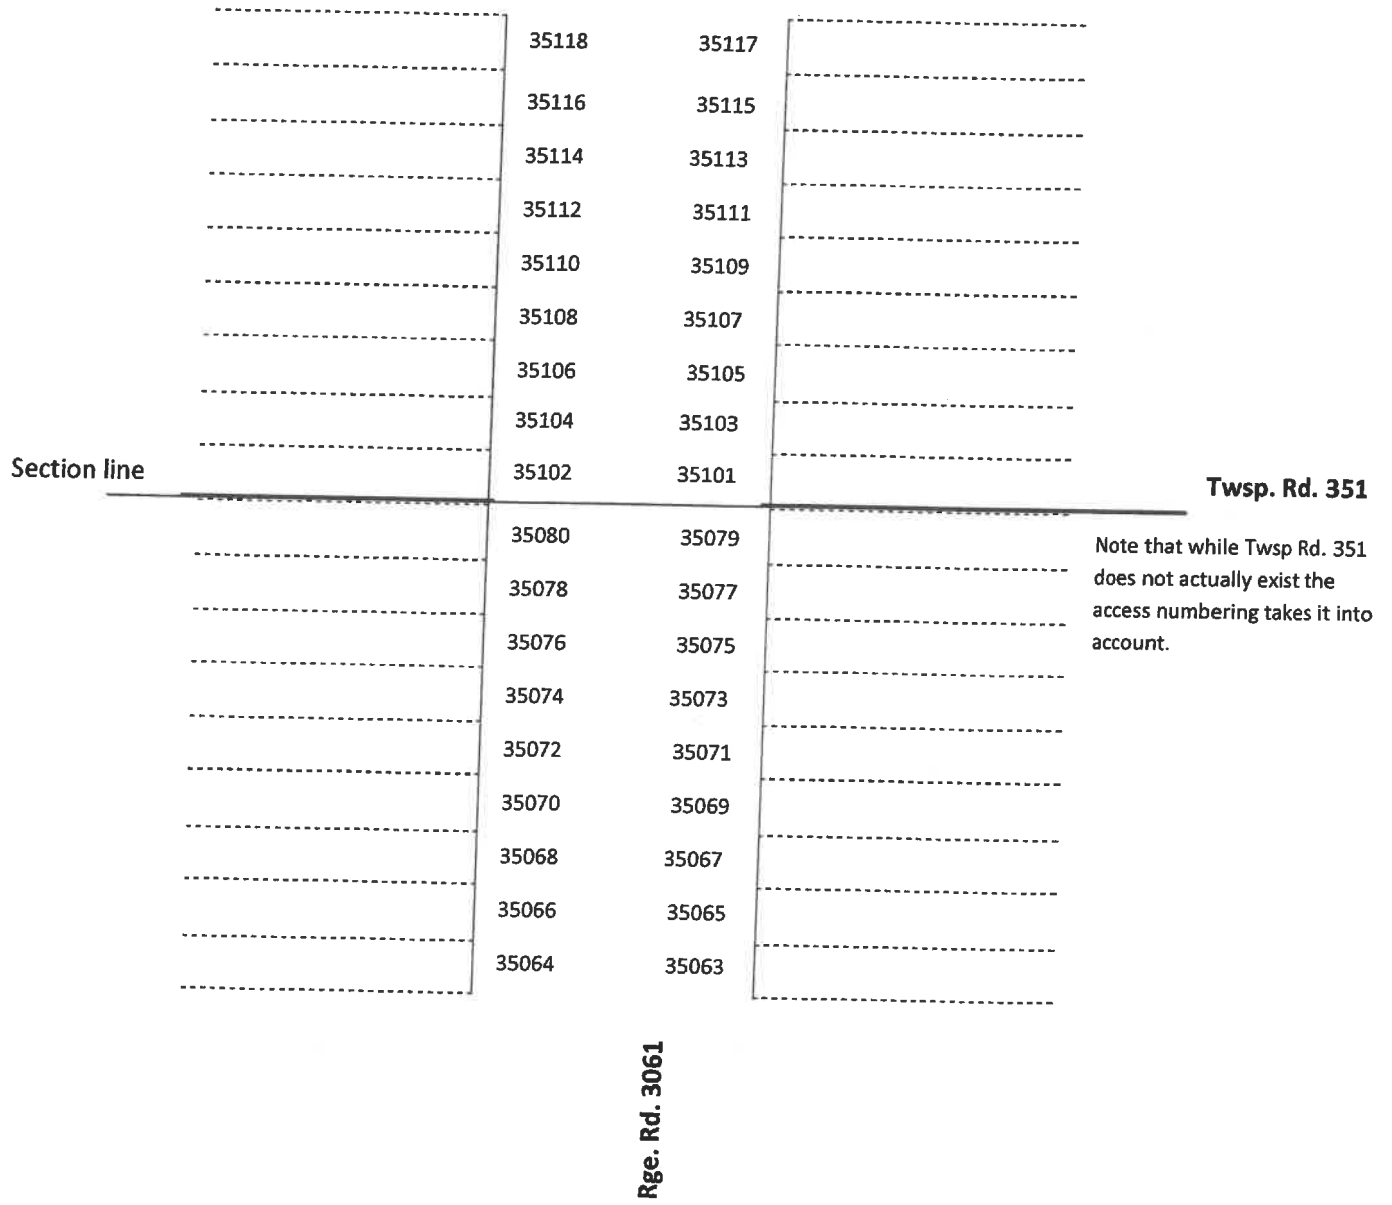 35118 35117
35116 35115
35114 35113
35112 35111
35110 35109
35108 35107
35106 35105
35104 35103
Section line 35102 35101
Twsp. Rd. 351
35080 35079
Note that while Twsp Rd. 351
does not actually exist the
access numbering takes it into
account.
35078 35077
35076 35075
35074 35073
35072 35071
35070 35069
35068 35067
35066 35065
35064 35063
Rge. Rd. 3061